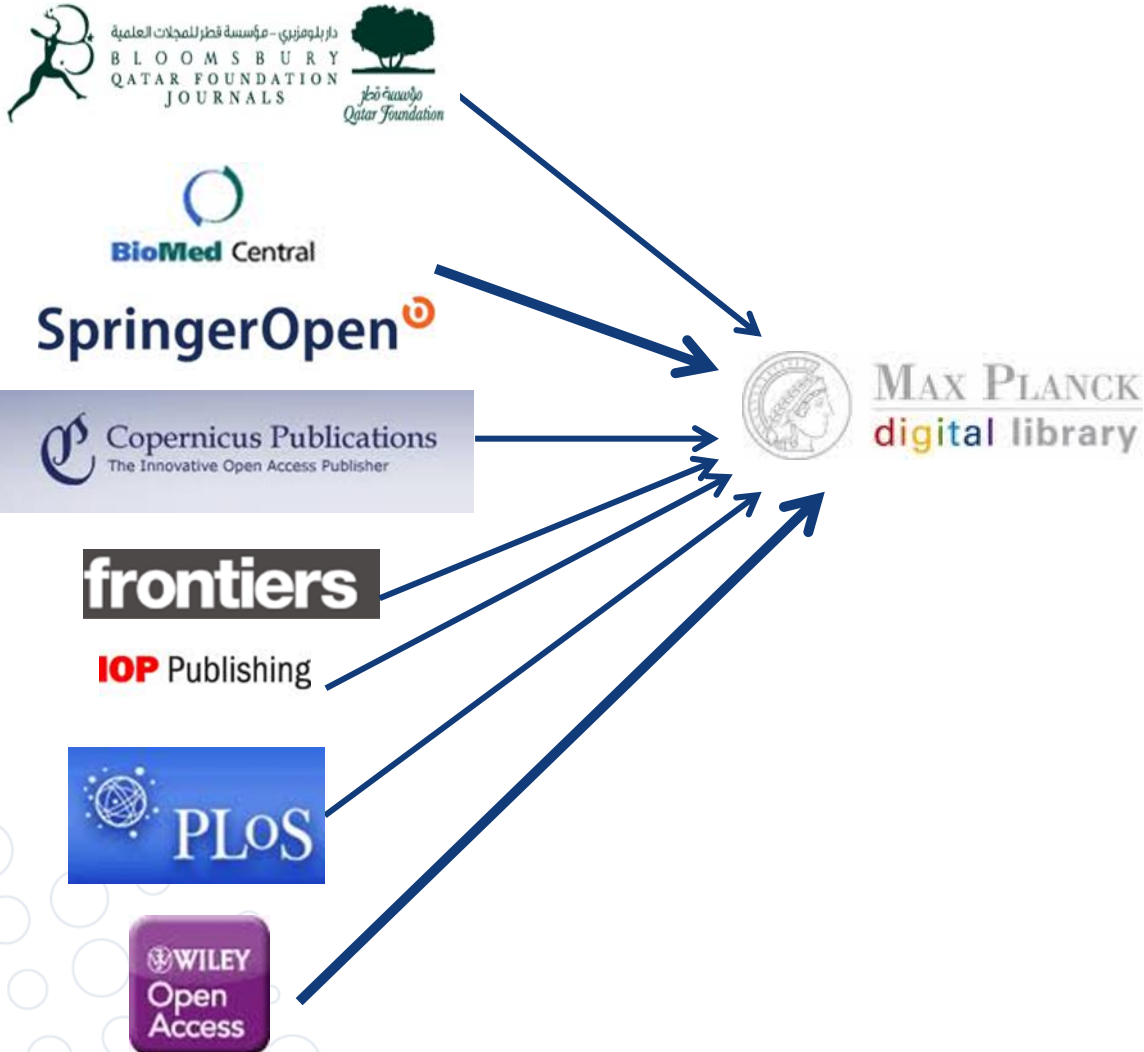 دار بلومزبري – مؤسسة قطر للمجلات العلمية
BLOOMSBURY
QATAR FOUNDATION
JOURNALS
مؤسسة قطر
Qatar Foundation
BioMed Central
SpringerOpen
Copernicus Publications
The Innovative Open Access Publisher
frontiers
IOP Publishing
PLoS
WILEY
Open
Access
MAX PLANCK
digital library